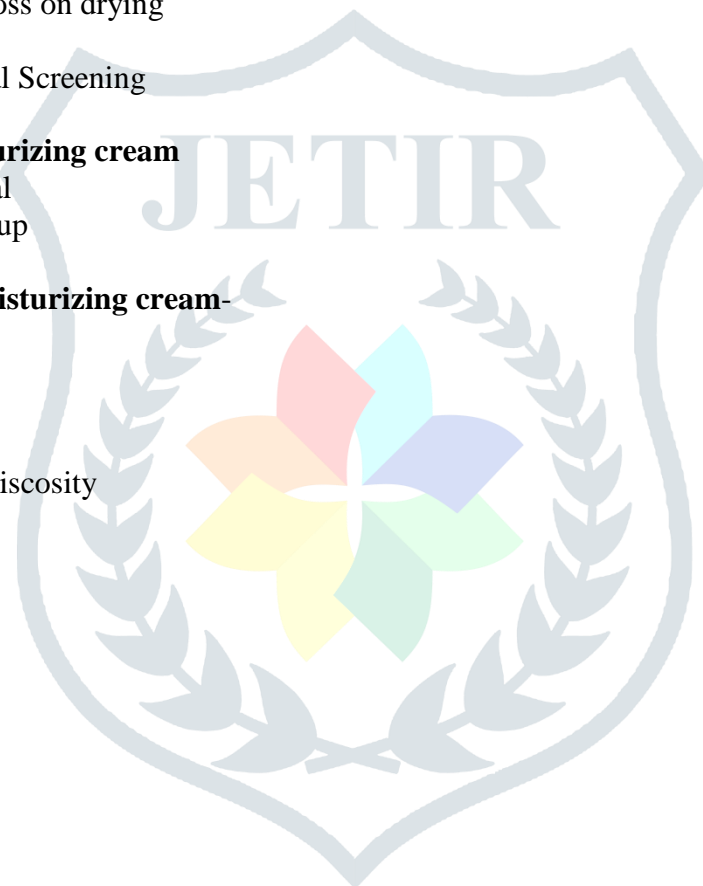 oss on drying
l Screening
JETIR
urizing cream
al
up
isturizing cream-
iscosity